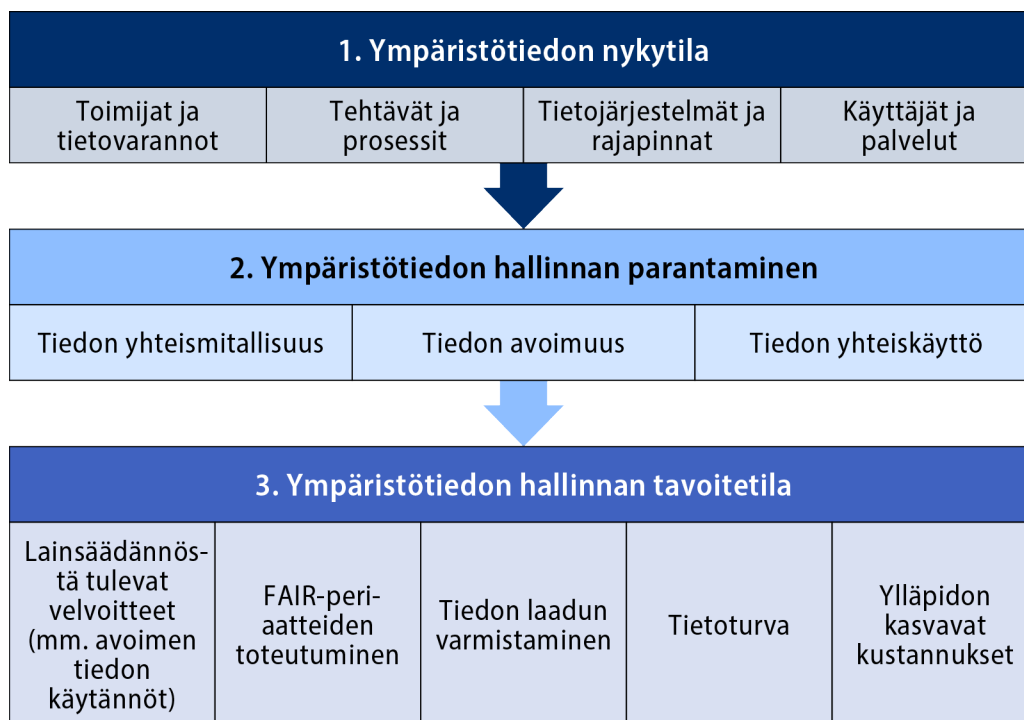 1. Ympäristötiedon nykytila
Toimijat ja
tietovarannot
Tehtävät ja
prosessit
Tietojärjestelmät ja
rajapinnat
Käyttäjät ja
palvelut
2. Ympäristötiedon hallinnan parantaminen
Tiedon yhteismitallisuus
Tiedon avoimuus
Tiedon yhteiskäyttö
3. Ympäristötiedon hallinnan tavoitetila
Lainsäädännös-
tä tulevat
velvoitteet
(mm. avoimen
tiedon
käytännöt)
FAIR-peri-
aatteiden
toteutuminen
Tiedon laadun
varmistaminen
Tietoturva
Ylläpidon
kasvavat
kustannukset